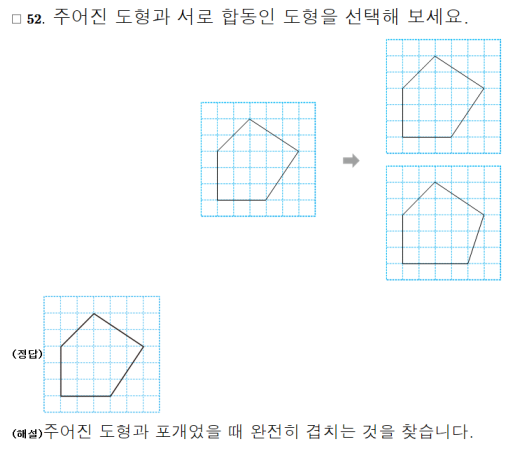 □ 52. 주어진 도형과 서로 합동인 도형을 선택해 보세요.
(정답)
(해설)주어진 도형과 포개었을 때 완전히 겹치는 것을 찾습니다.